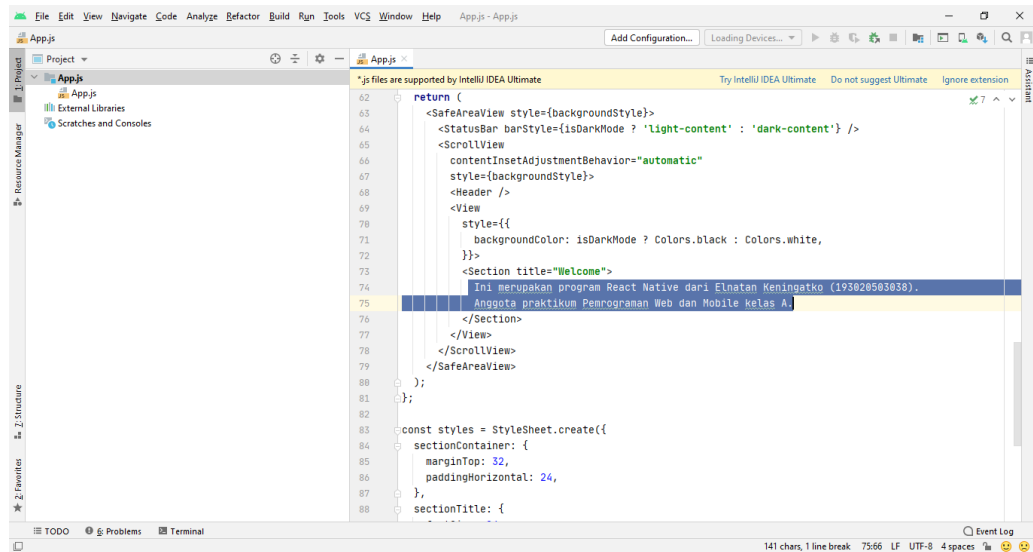 File Edit View Navigate Code Analyze Refactor Build Run Tools VCS Window Help App.js - App.js
App.js Add Configuration... Loading Devices...
Project
App.js
App.js
External Libraries
Scratches and Consoles
1: Project
Resource Manager
7: Structure
2: Favorites
App.js
*.js files are supported by IntelliJ IDEA Ultimate Try IntelliJ IDEA Ultimate Do not suggest Ultimate Ignore extension
7
62 return (
63 <SafeAreaView style={backgroundStyle}>
64 <StatusBar barStyle={isDarkMode ? 'light-content' : 'dark-content'} />
65 <ScrollView
66 contentInsetAdjustmentBehavior="automatic"
67 style={backgroundStyle}>
68 <Header />
69 <View
70 style={{
71 backgroundColor: isDarkMode ? Colors.black : Colors.white,
72 }}>
73 <Section title="Welcome">
74 Ini merupakan program React Native dari Elnatan Keningatko (193020503038).
75 Anggota praktikum Pemrograman Web dan Mobile kelas A.
76 </Section>
77 </View>
78 </ScrollView>
79 </SafeAreaView>
80 );
81 };
82
83 const styles = StyleSheet.create({
84 sectionContainer: {
85 marginTop: 32,
86 paddingHorizontal: 24,
87 },
88 sectionTitle: {
Assistant
TODO 6: Problems Terminal Event Log
141 chars, 1 line break 75:66 LF UTF-8 4 spaces